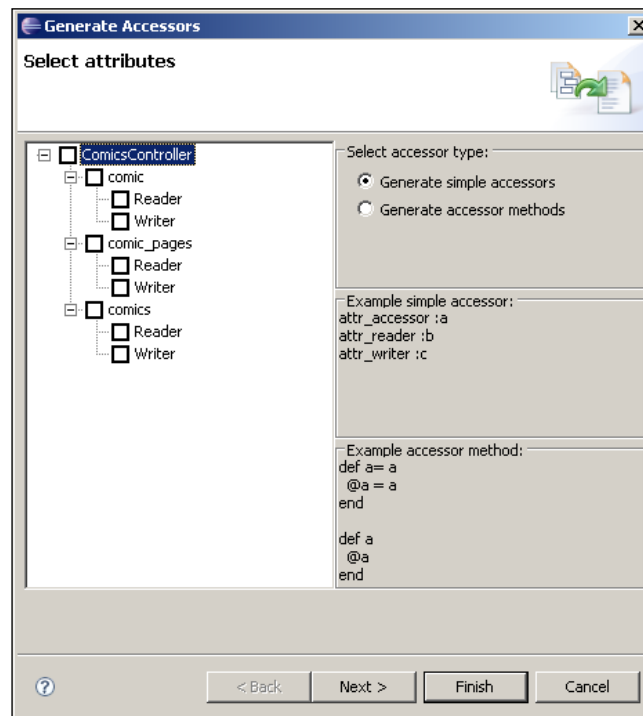 Generate Accessors
Select attributes
ComicsController
comic
Reader
Writer
comic_pages
Reader
Writer
comics
Reader
Writer
Select accessor type:
Generate simple accessors
Generate accessor methods
Example simple accessor:
attr_accessor :a
attr_reader :b
attr_writer :c
Example accessor method:
def a= a
@a = a
end
def a
@a
end
< Back
Next >
Finish
Cancel